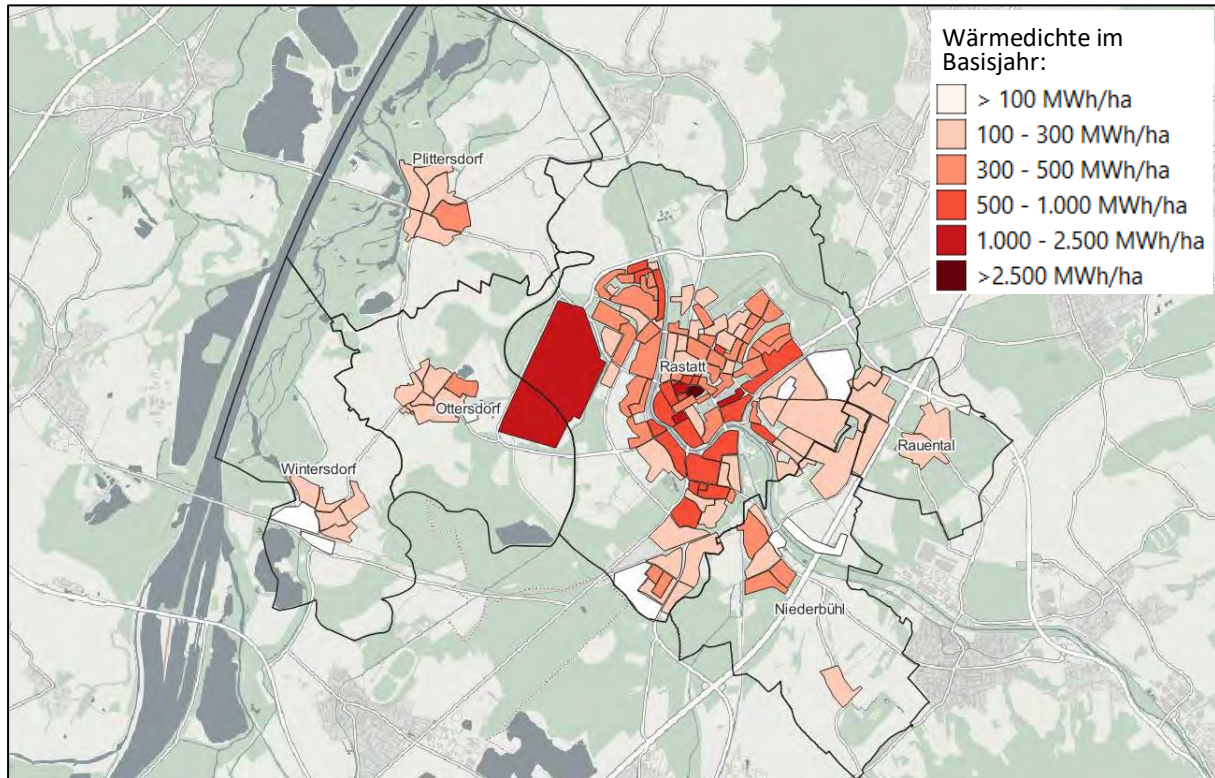 Wärmedichte im
Basisjahr:
> 100 MWh/ha
100 - 300 MWh/ha
300 - 500 MWh/ha
500 - 1.000 MWh/ha
1.000 - 2.500 MWh/ha
>2.500 MWh/ha
Plittersdorf
Rastatt
Ottersdorf
Rauental
Wintersdorf
Niederbühl